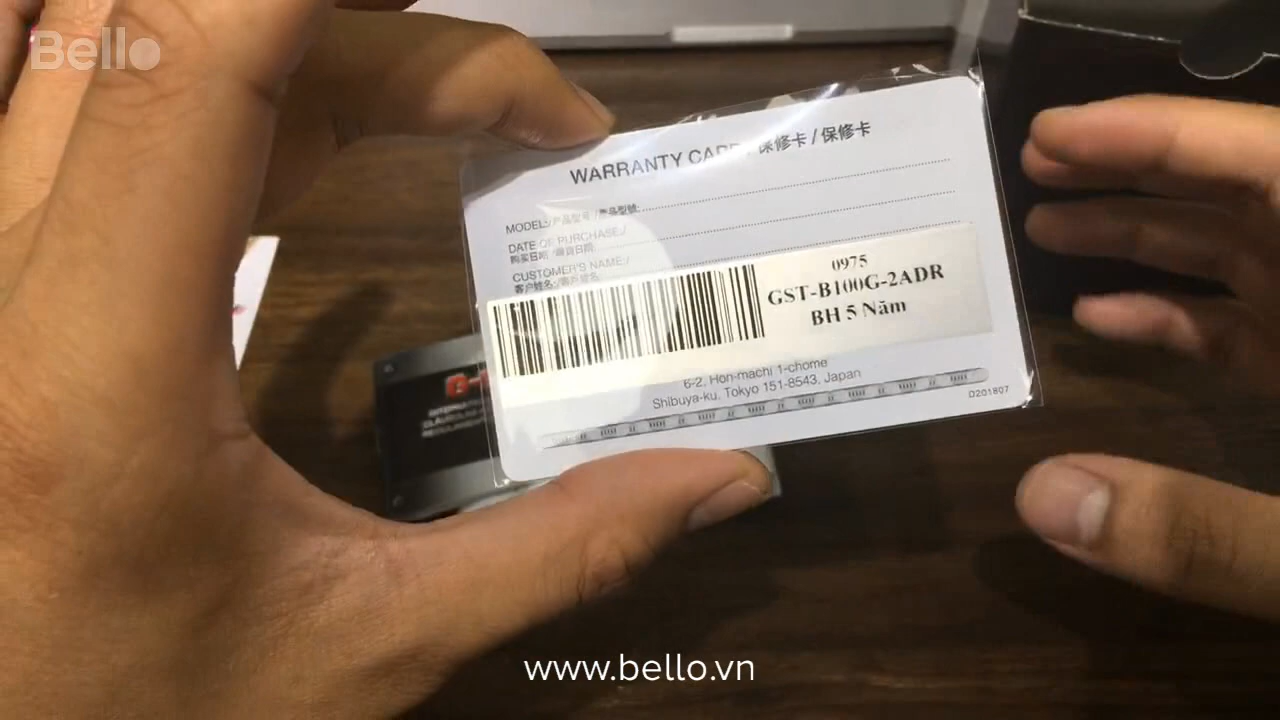 Bello
WARRANTY CARD / 保修卡 / 保修卡
MODEL:/产品型号 /產品型號:
DATE OF PURCHASE:/
购买日期 /購買日期:
CUSTOMER'S NAME:/
客户姓名:/客戶姓名:
0975
GST-B100G-2ADR
BH 5 Năm
6-2, Hon-machi 1-chome
Shibuya-ku, Tokyo 151-8543, Japan
D201807
www.bello.vn